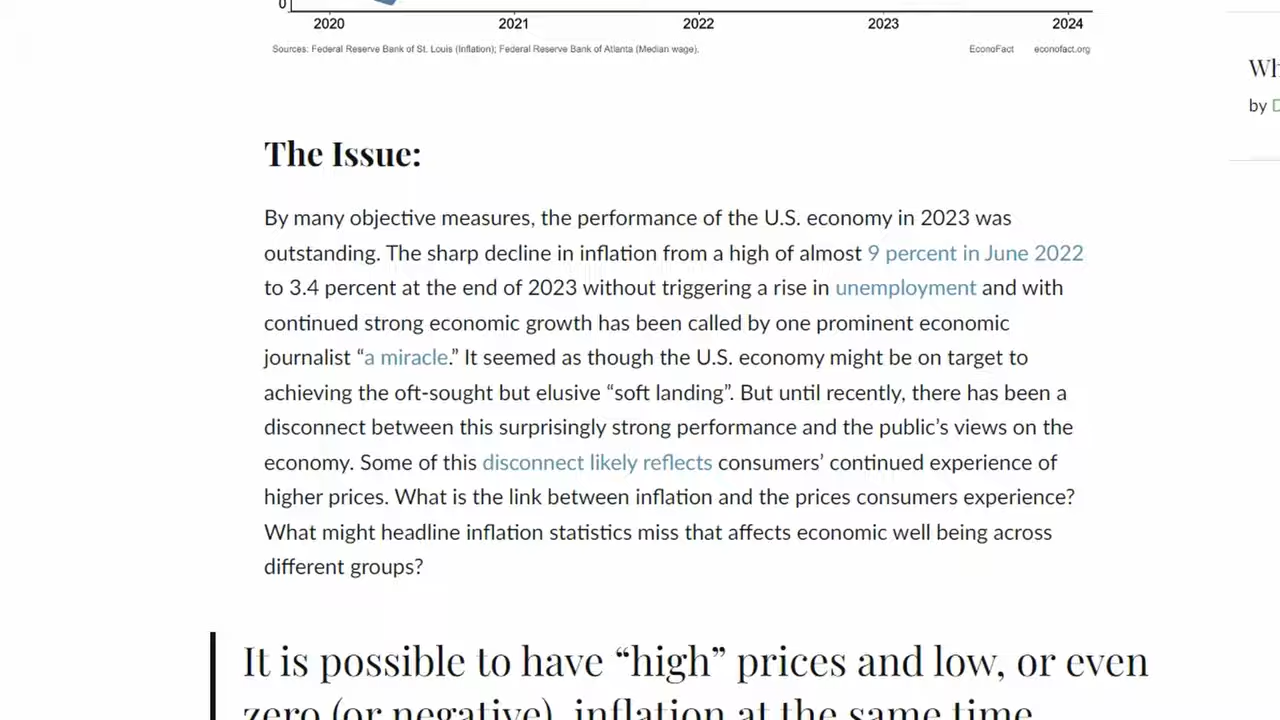 0
2020 2021 2022 2023 2024
Sources: Federal Reserve Bank of St. Louis (Inflation); Federal Reserve Bank of Atlanta (Median wage). EconoFact econofact.org
Wh
by D
The Issue:
By many objective measures, the performance of the U.S. economy in 2023 was
outstanding. The sharp decline in inflation from a high of almost 9 percent in June 2022
to 3.4 percent at the end of 2023 without triggering a rise in unemployment and with
continued strong economic growth has been called by one prominent economic
journalist “a miracle.” It seemed as though the U.S. economy might be on target to
achieving the oft-sought but elusive “soft landing”. But until recently, there has been a
disconnect between this surprisingly strong performance and the public’s views on the
economy. Some of this disconnect likely reflects consumers’ continued experience of
higher prices. What is the link between inflation and the prices consumers experience?
What might headline inflation statistics miss that affects economic well being across
different groups?
It is possible to have “high” prices and low, or even
zero (or negative), inflation at the same time.